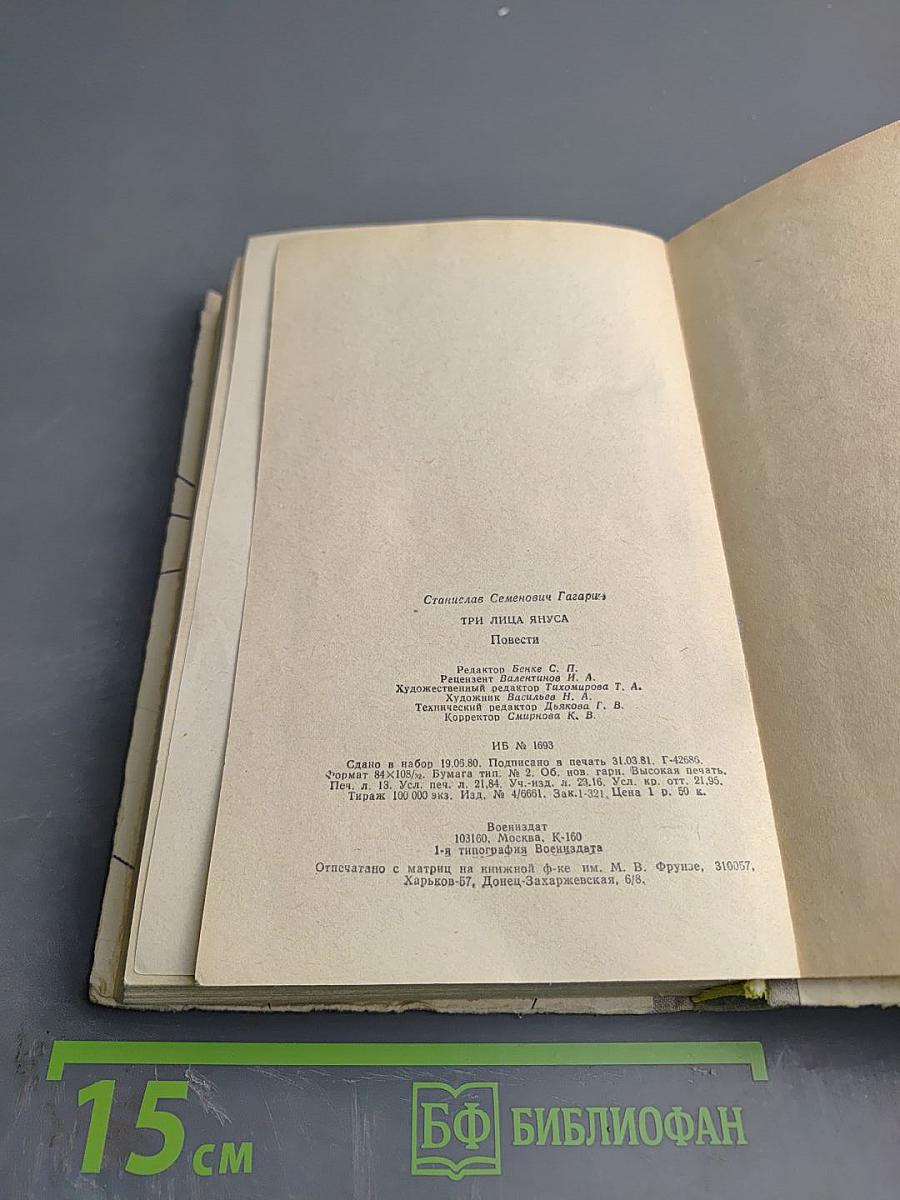 Станислав Семенович Гагарин
ТРИ ЛИЦА ЯНУСА
Повести
Редактор Бенке С. П.
Рецензент Валентинов И. А.
Художественный редактор Тихомирова Т. А.
Художник Васильев Н. А.
Технический редактор Дьякова Г. В.
Корректор Смирнова К. В.
ИБ № 1693
Сдано в набор 19.06.80. Подписано в печать 31.03.81. Г-42686.
Формат 84×108/32. Бумага тип. № 2. Об. нов. гарн. Высокая печать.
Печ. л. 13. Усл. печ. л. 21,84. Уч.-изд. л. 23,16. Усл. кр. отт. 21,95.
Тираж 100 000 экз. Изд. № 4/6661. Зак.1-321. Цена 1 р. 50 к.
Воениздат
103160, Москва, К-160
1-я типография Воениздата
Отпечатано с матриц на книжной ф-ке им. М. В. Фрунзе, 310057,
Харьков-57, Донец-Захаржевская, 6/8.
15 см
БФ БИБЛИОФАН